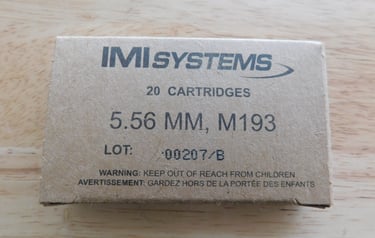 IMI SYSTEMS
20 CARTRIDGES
5.56 MM, M193
LOT: 00207/B
WARNING: KEEP OUT OF REACH FROM CHILDREN
AVERTISSEMENT: GARDEZ HORS DE LA PORTÉE DES ENFANTS